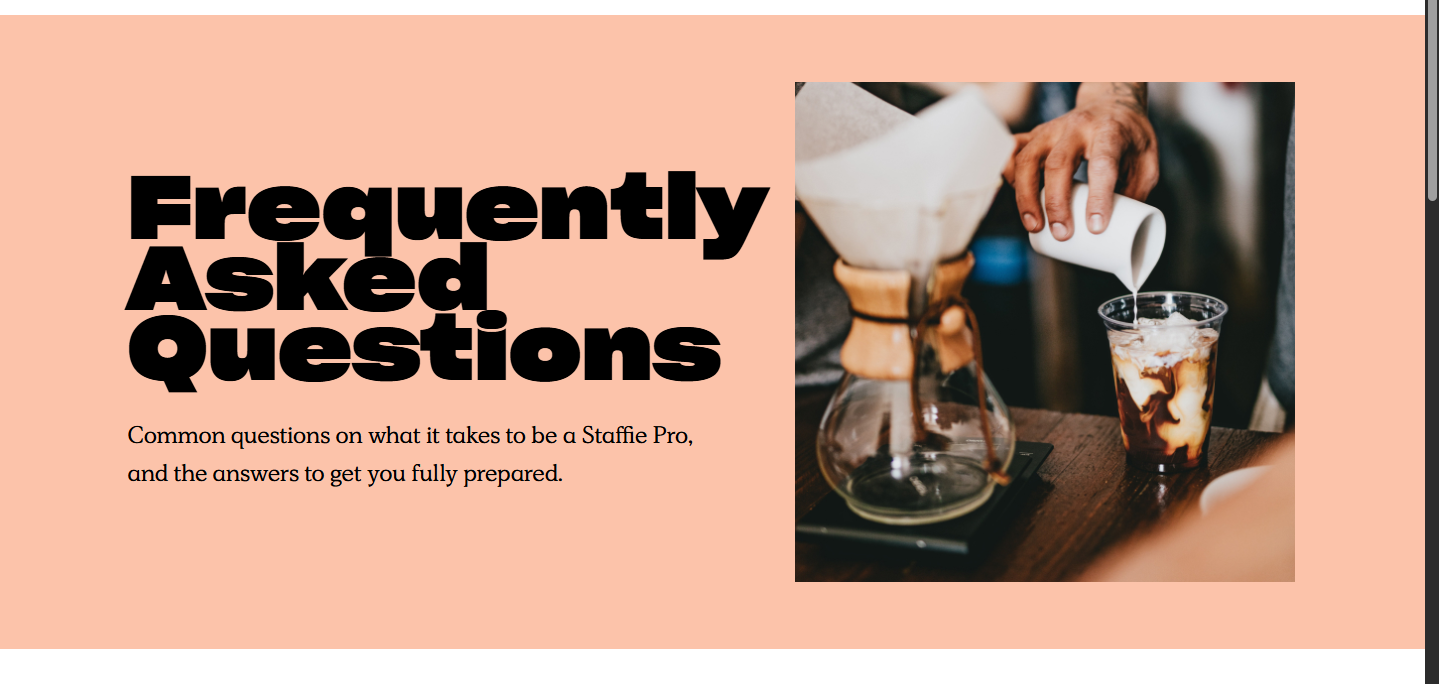 Frequently
Asked
Questions
Common questions on what it takes to be a Staffie Pro,
and the answers to get you fully prepared.